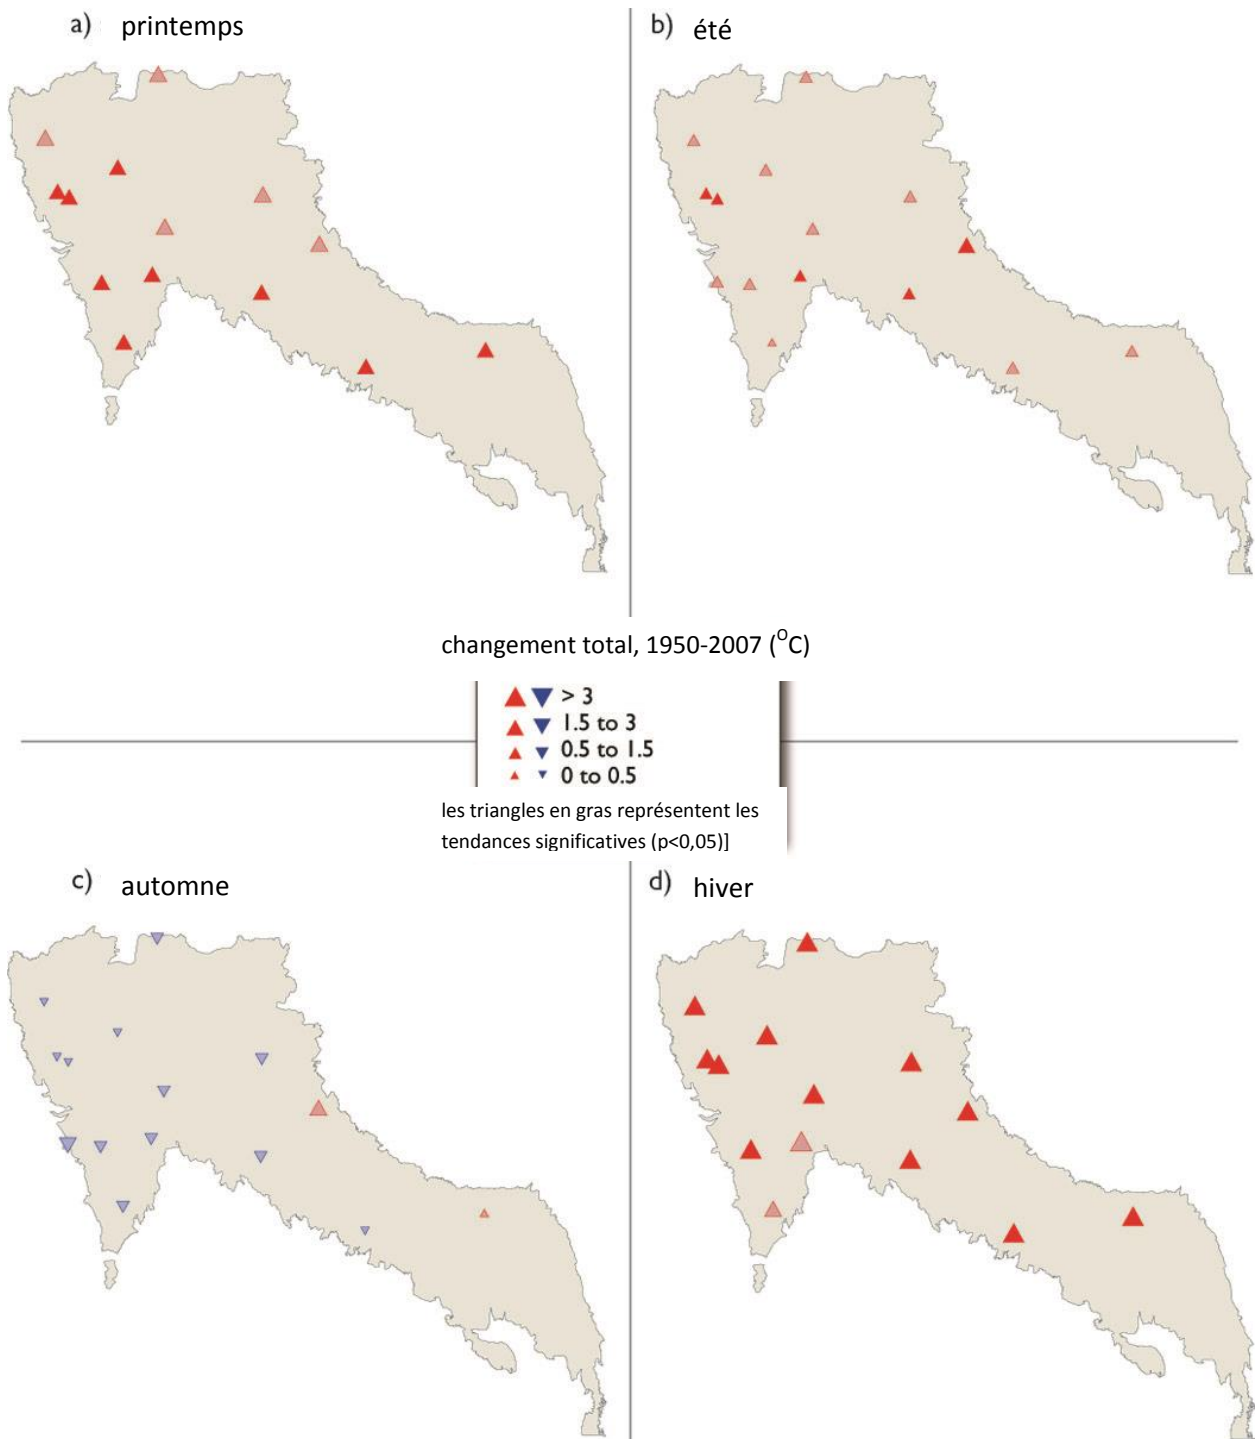 a) printemps
b) été
changement total, 1950-2007 (ᴼC)
> 3
1.5 to 3
0.5 to 1.5
0 to 0.5
les triangles en gras représentent les
tendances significatives (p<0,05)]
c) automne
d) hiver